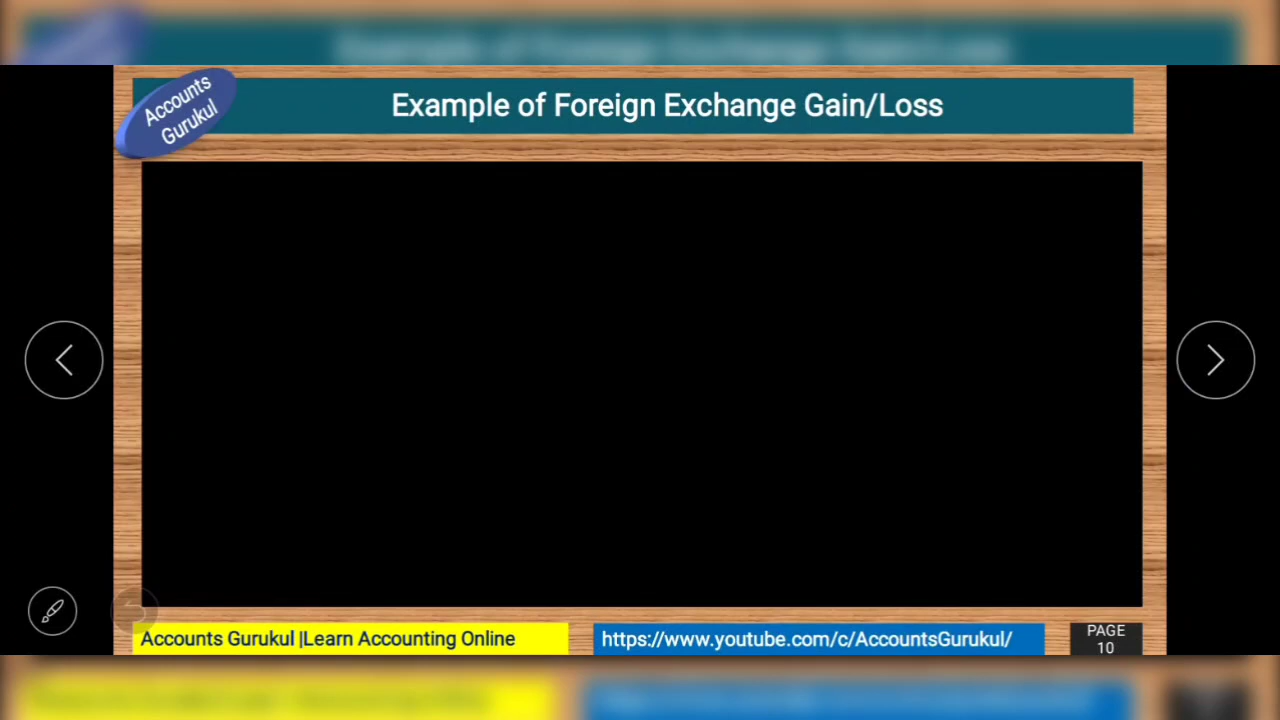 Accounts
Gurukul
Example of Foreign Exchange Gain/Loss
Accounts Gurukul |Learn Accounting Online
https://www.youtube.com/c/AccountsGurukul/
PAGE
10